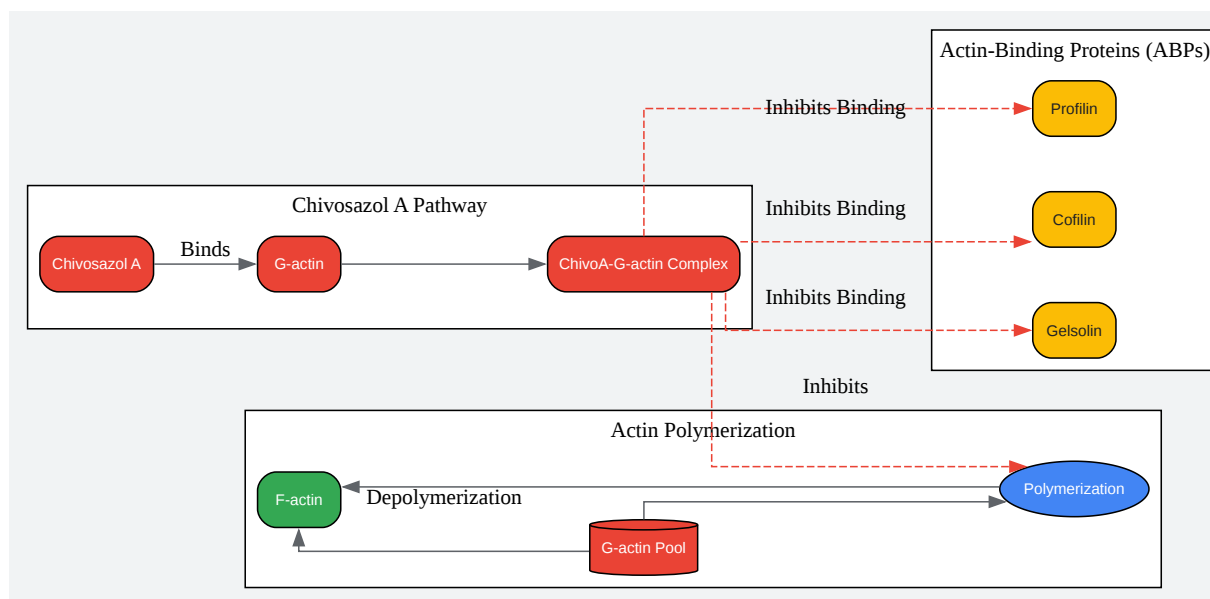 Actin-Binding Proteins (ABPs)
Inhibits Binding
Profilin
Chivosazol A Pathway
Inhibits Binding
Cofilin
Chivosazol A
Binds
G-actin
ChivoA-G-actin Complex
Inhibits Binding
Gelsolin
Inhibits
Actin Polymerization
F-actin
Depolymerization
Polymerization
G-actin Pool